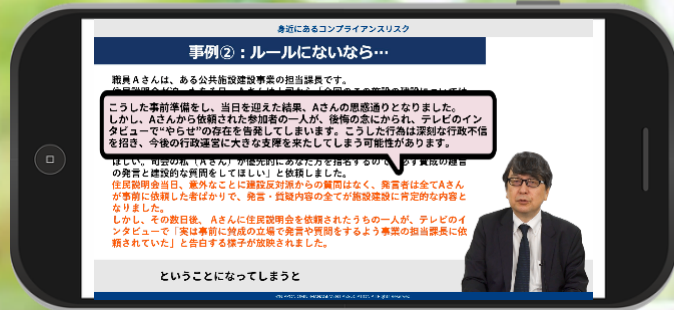 身近にあるコンプライアンスリスク
事例②：ルールにないなら…
職員Aさんは、ある公共施設建設事業の担当課長です。
こうした事前準備をし、当日を迎えた結果、Aさんの思惑通りとなりました。
しかし、Aさんから依頼された参加者の一人が、後悔の念にかられ、テレビのイン
タビューで“やらせ”の存在を告発してしまいます。こうした行為は深刻な行政不信
を招き、今後の行政運営に大きな支障を来たしてしまう可能性があります。
ほしい。司会の私（Aさん）が優先的にあなた方を指名するので
必ず賛成の趣旨
の発言と建設的な質問をしてほしい」と依頼しました。
住民説明会当日、意外なことに建設反対派からの質問はなく、発言者は全てAさん
が事前に依頼した者ばかりで、発言・質疑内容の全てが施設建設に肯定的な内容と
なりました。
しかし、その数日後、Aさんに住民説明会を依頼されたうちの一人が、テレビのイ
ンタビューで「実は事前に賛成の立場で発言や質問をするよう事業の担当課長に依
頼されていた」と告白する様子が放映されました。
ということになってしまうと